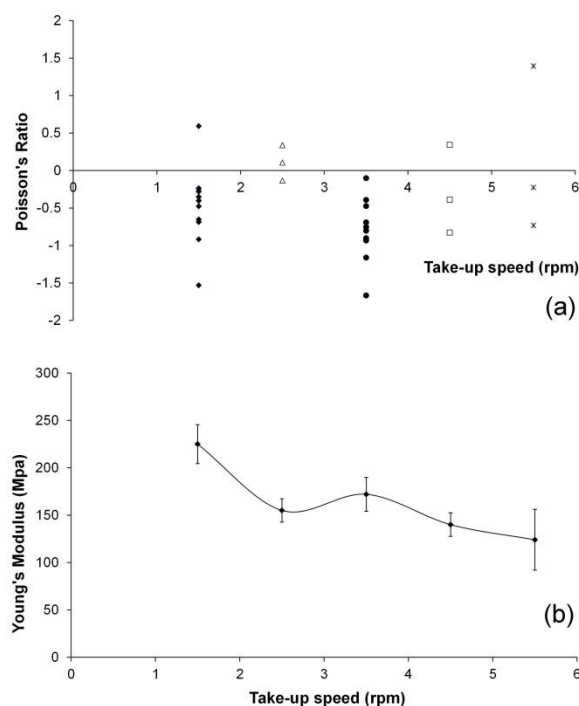 2
1.5
1
0.5
0
-0.5
-1
-1.5
-2
Poisson's Ratio
0 1 2 3 4 5 6
Take-up speed (rpm)
(a)
300
250
200
150
100
50
0
Young's Modulus (Mpa)
(b)
0 1 2 3 4 5 6
Take-up speed (rpm)